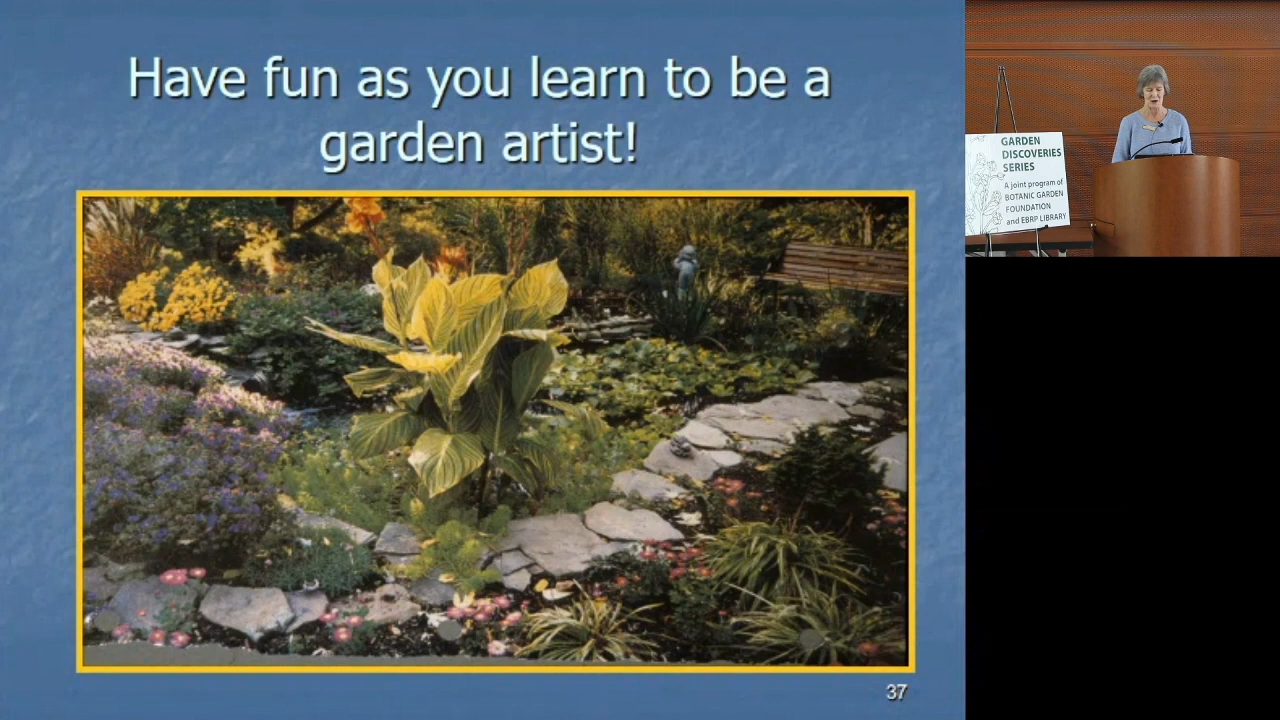 Have fun as you learn to be a
garden artist!
37
GARDEN
DISCOVERIES
SERIES
A joint program of
BOTANIC GARDEN
FOUNDATION
and EBRP LIBRARY